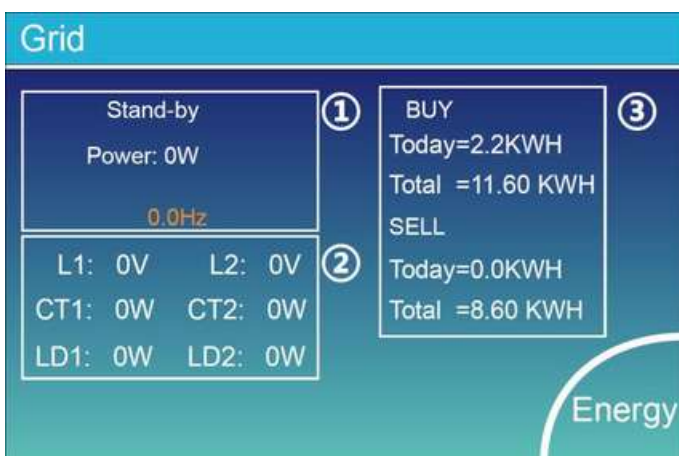 Grid
Stand-by
①
Power: 0W
0.0Hz
L1: 0V L2: 0V
②
CT1: 0W CT2: 0W
LD1: 0W LD2: 0W
BUY
③
Today=2.2KWH
Total =11.60 KWH
SELL
Today=0.0KWH
Total =8.60 KWH
Energy